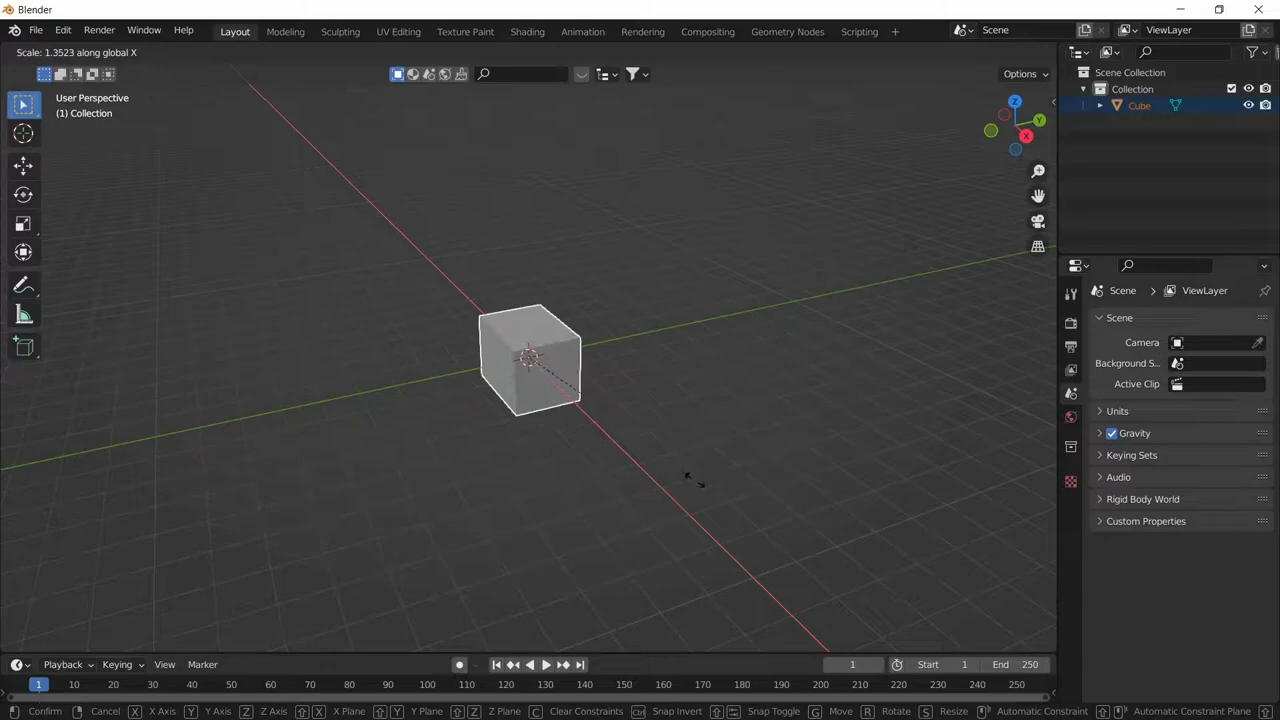 Blender
File Edit Render Window Help Layout Modeling Sculpting UV Editing Texture Paint Shading Animation Rendering Compositing Geometry Nodes Scripting + Scene ViewLayer
Scale: 1.3523 along global X
Options
User Perspective
(1) Collection
Z
Y
X
Scene Collection
Collection
Cube
Scene > ViewLayer
Scene
Camera
Background S...
Active Clip
Units
Gravity
Keying Sets
Audio
Rigid Body World
Custom Properties
Playback Keying View Marker 1 Start 1 End 250
1 10 20 30 40 50 60 70 80 90 100 110 120 130 140 150 160 170 180 190 200 210 220 230 240 250
Confirm Cancel X X Axis Y Y Axis Z Z Axis X X Plane Y Y Plane Z Z Plane C Clear Constraints Ctrl Snap Invert Snap Toggle G Move R Rotate S Resize Automatic Constraint Automatic Constraint Plane